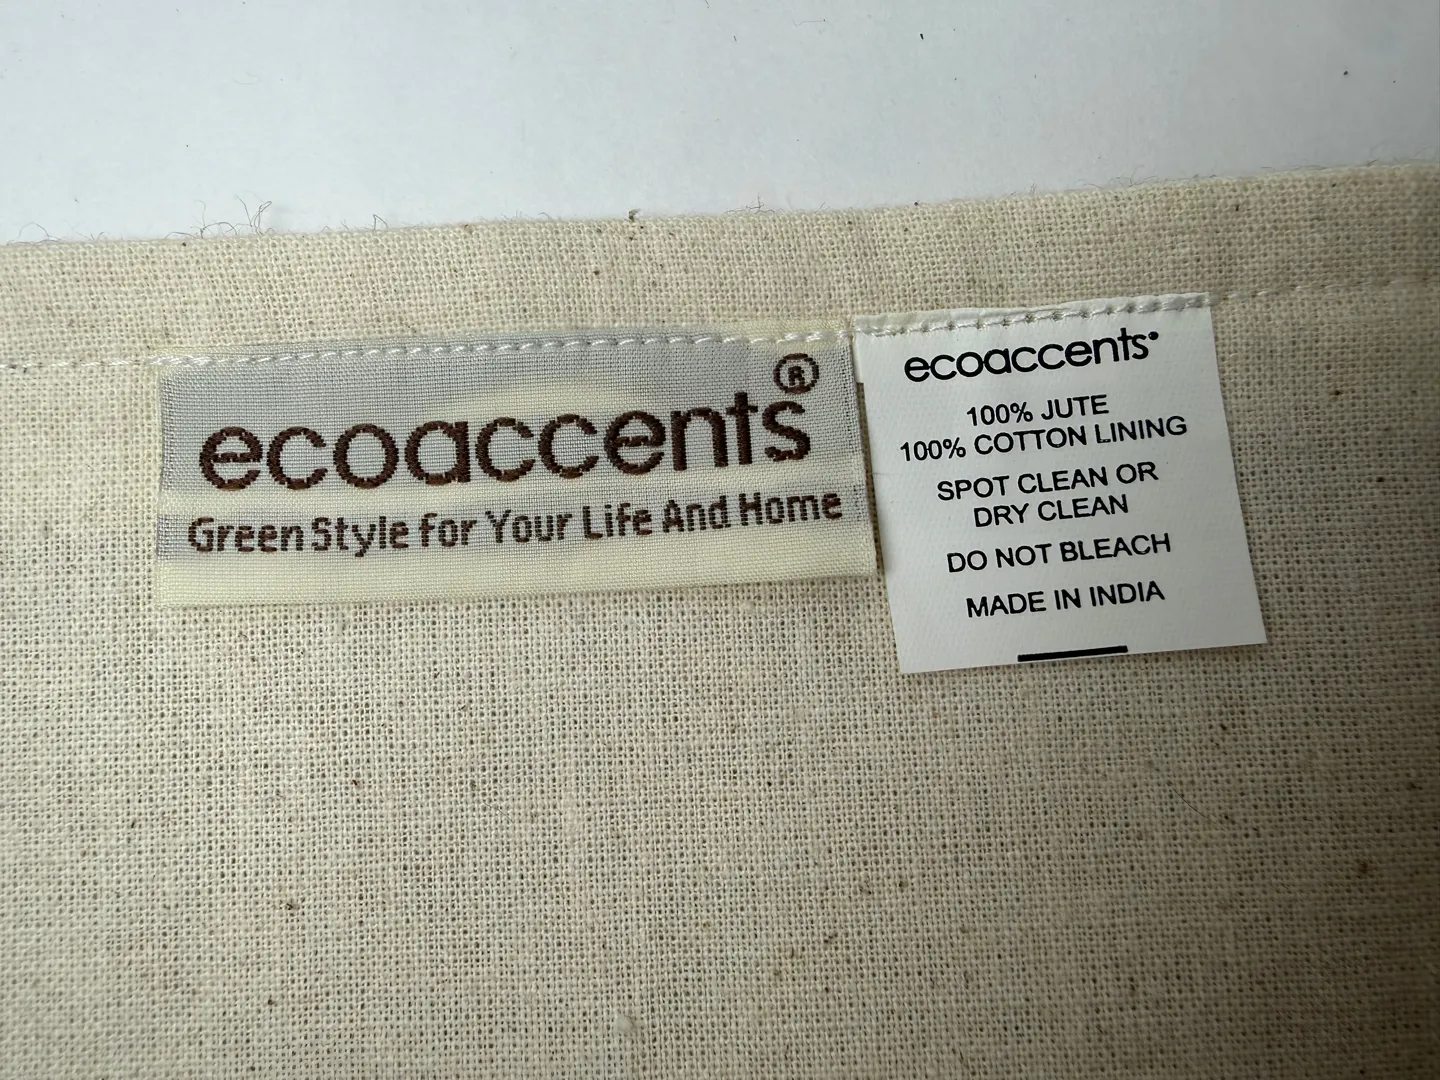 ecoaccents®
Green Style for Your Life And Home
ecoaccents®
100% JUTE
100% COTTON LINING
SPOT CLEAN OR
DRY CLEAN
DO NOT BLEACH
MADE IN INDIA